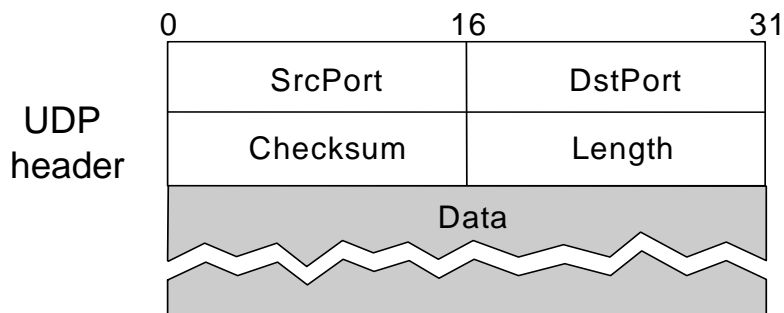 0 16 31
SrcPort DstPort
UDP
header
Checksum Length
Data